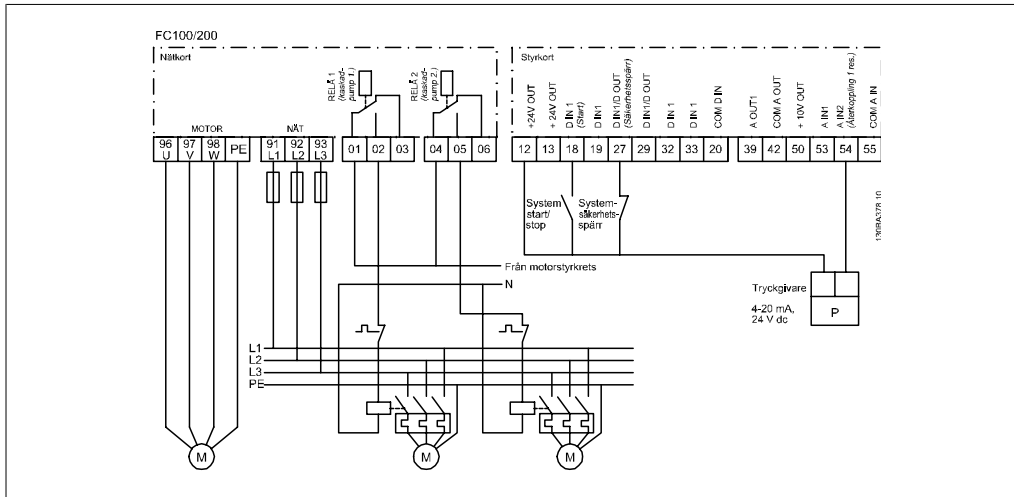 FC100/200
Nätkort
Styrkort
RELÄ 1
(kaskad-
pump 1.)
RELÄ 2
(kaskad-
pump 2.)
+24V OUT
+ 24V OUT
D IN 1
(Start)
D IN1
D IN1/D OUT
(Säkerhetsspärr)
D IN1/D OUT
D IN 1
D IN 1
COM D IN
A OUT1
COM A OUT
+ 10V OUT
A IN1
A IN2
(Återkoppling 1 res.)
COM A IN
MOTOR
NÄT
96 97 98 PE 91 92 93 01 02 03 04 05 06 12 13 18 19 27 29 32 33 20 39 42 50 53 54 55
U V W L1 L2 L3
System
start/
stop
System-
säkerhets-
spärr
130BA378.10
Från motorstyrkrets
N
Tryckgivare
4-20 mA,
24 V dc
P
L1
L2
L3
PE
M
M
M